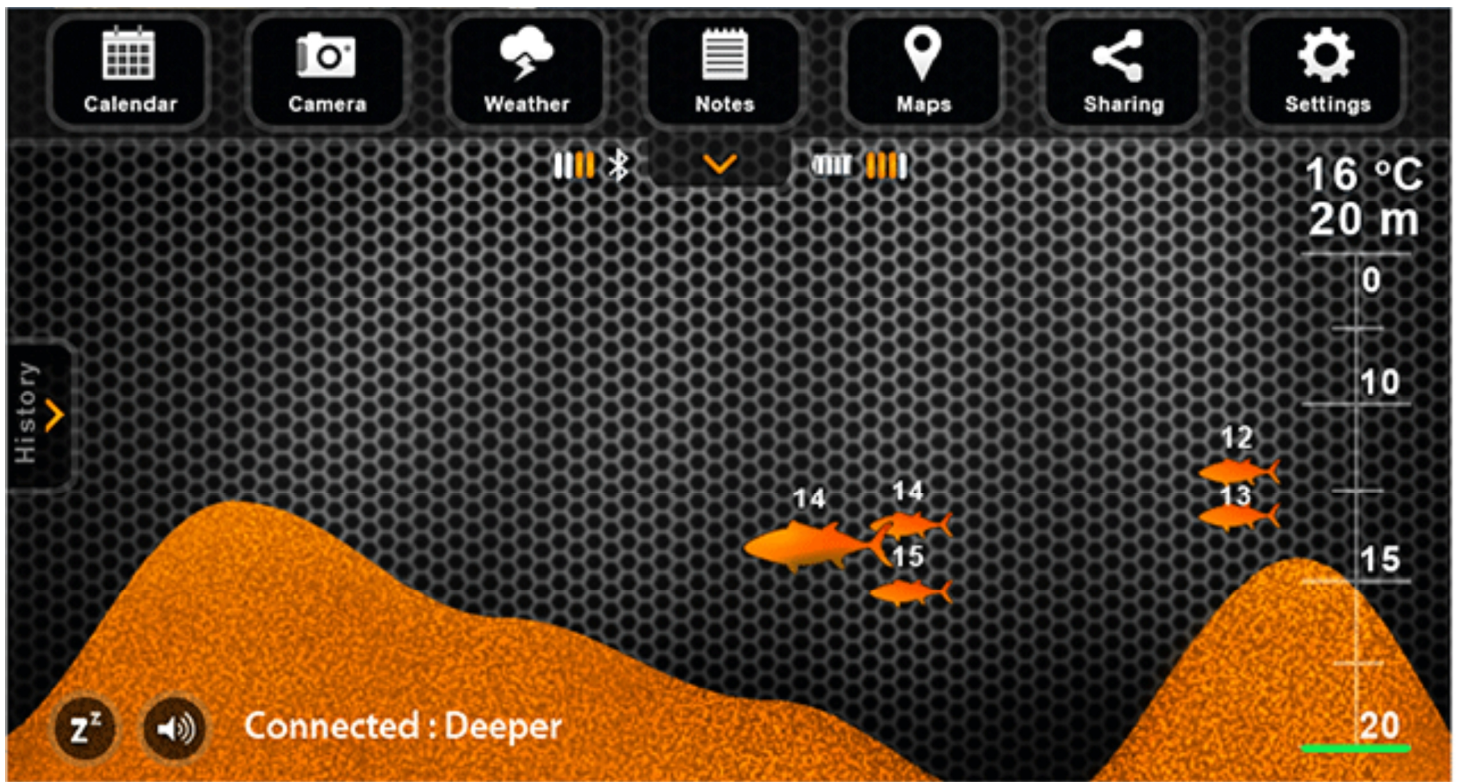 Calendar
Camera
Weather
Notes
Maps
Sharing
Settings
16 °C
20 m
0
10
History
12
13
14
14
15
15
20
zz
Connected : Deeper